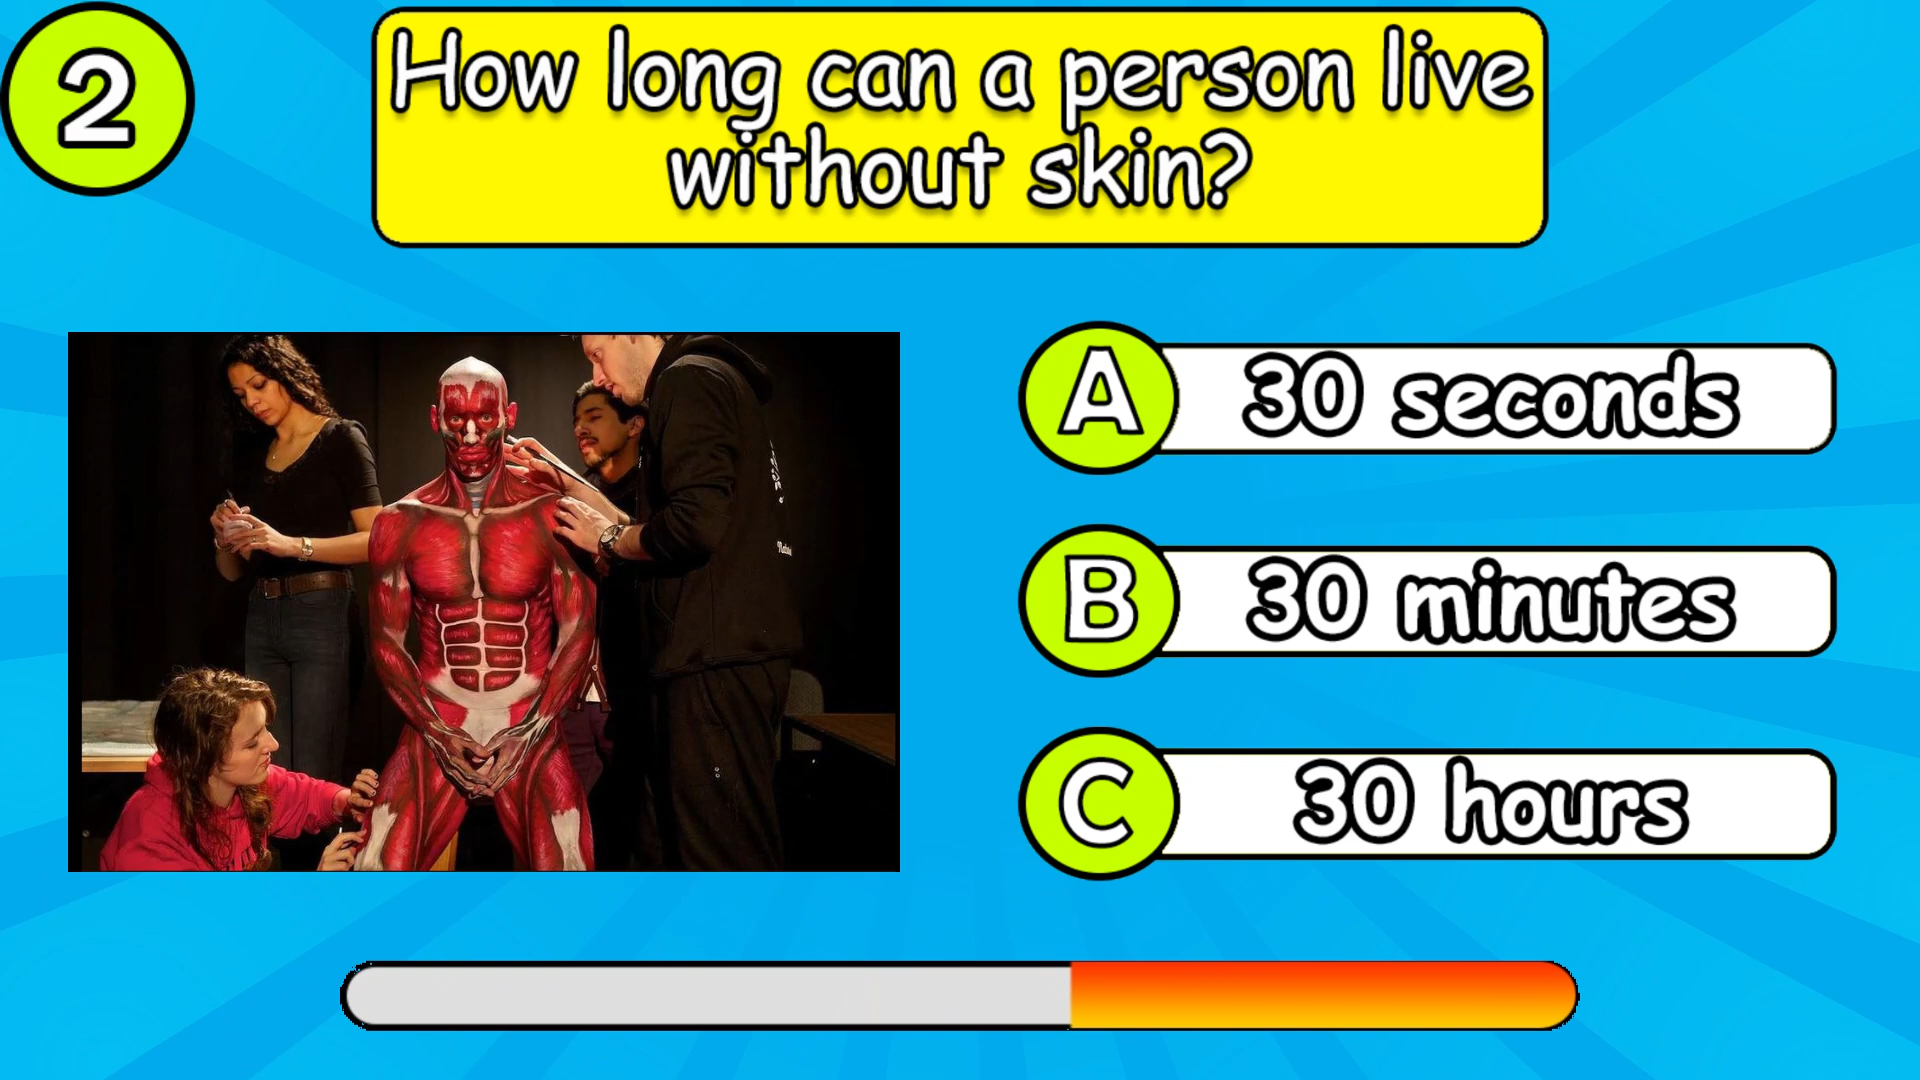 2
How long can a person live
without skin?
A 30 seconds
B 30 minutes
C 30 hours